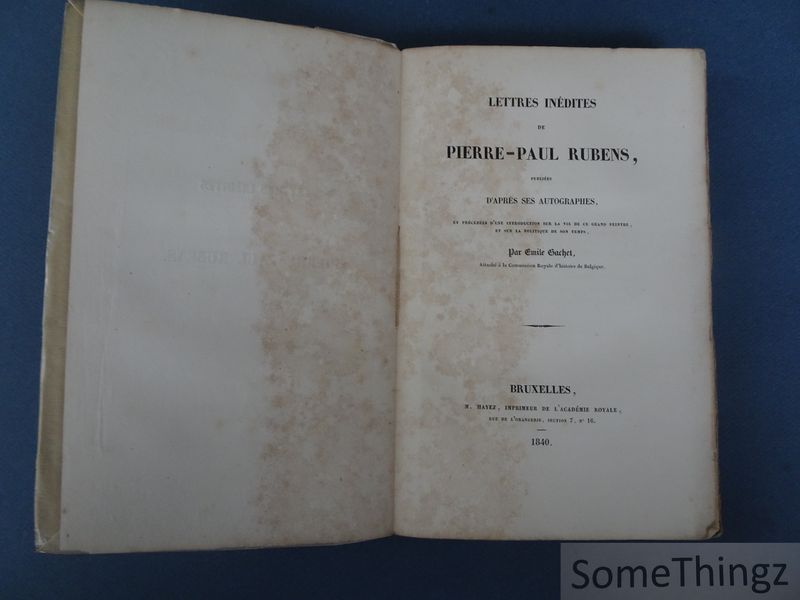 LETTRES INÉDITES
DE
PIERRE-PAUL RUBENS,
PUBLIÉES
D'APRÈS SES AUTOGRAPHES,
ET PRÉCÉDÉES D'UNE INTRODUCTION SUR LA VIE DE CE GRAND PEINTRE,
ET SUR LA POLITIQUE DE SON TEMPS,
Par Emile Gachet,
Attaché à la Commission Royale d'histoire de Belgique.
BRUXELLES,
M. HAYEZ, IMPRIMEUR DE L'ACADÉMIE ROYALE,
RUE DE L'ORANGERIE, SECTION 7, Nº 16.
1840.
SomeThingz